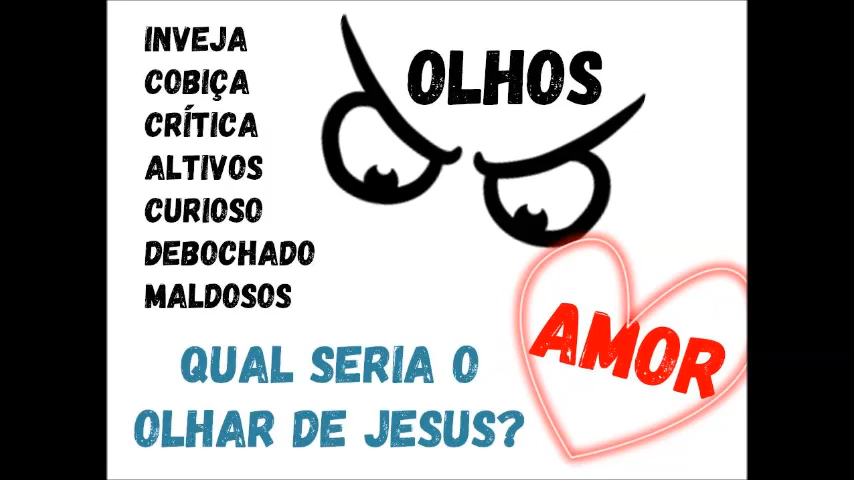 INVEJA
COBIÇA
CRÍTICA
ALTIVOS
CURIOSO
DEBOCHADO
MALDOSOS
OLHOS
AMOR
QUAL SERIA O
OLHAR DE JESUS?